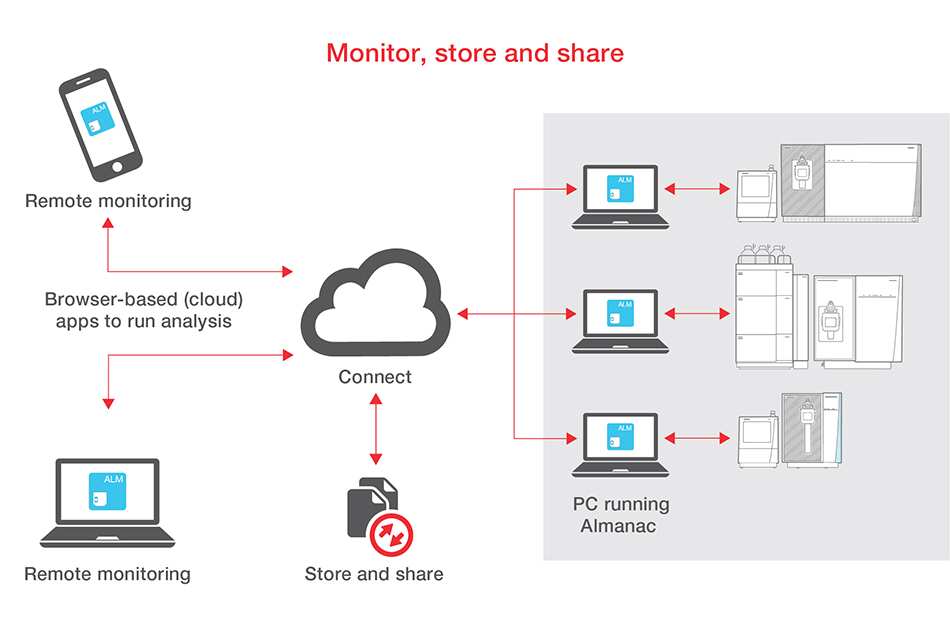 Monitor, store and share
ALM
Remote monitoring
Browser-based (cloud)
apps to run analysis
Connect
ALM
Remote monitoring
Store and share
ALM
ALM
ALM
PC running
Almanac